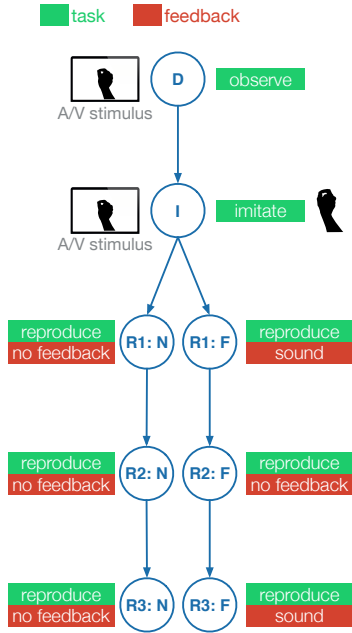 task feedback
D observe
A/V stimulus
I imitate
A/V stimulus
reproduce R1: N R1: F reproduce
no feedback sound
reproduce R2: N R2: F reproduce
no feedback no feedback
reproduce R3: N R3: F reproduce
no feedback sound